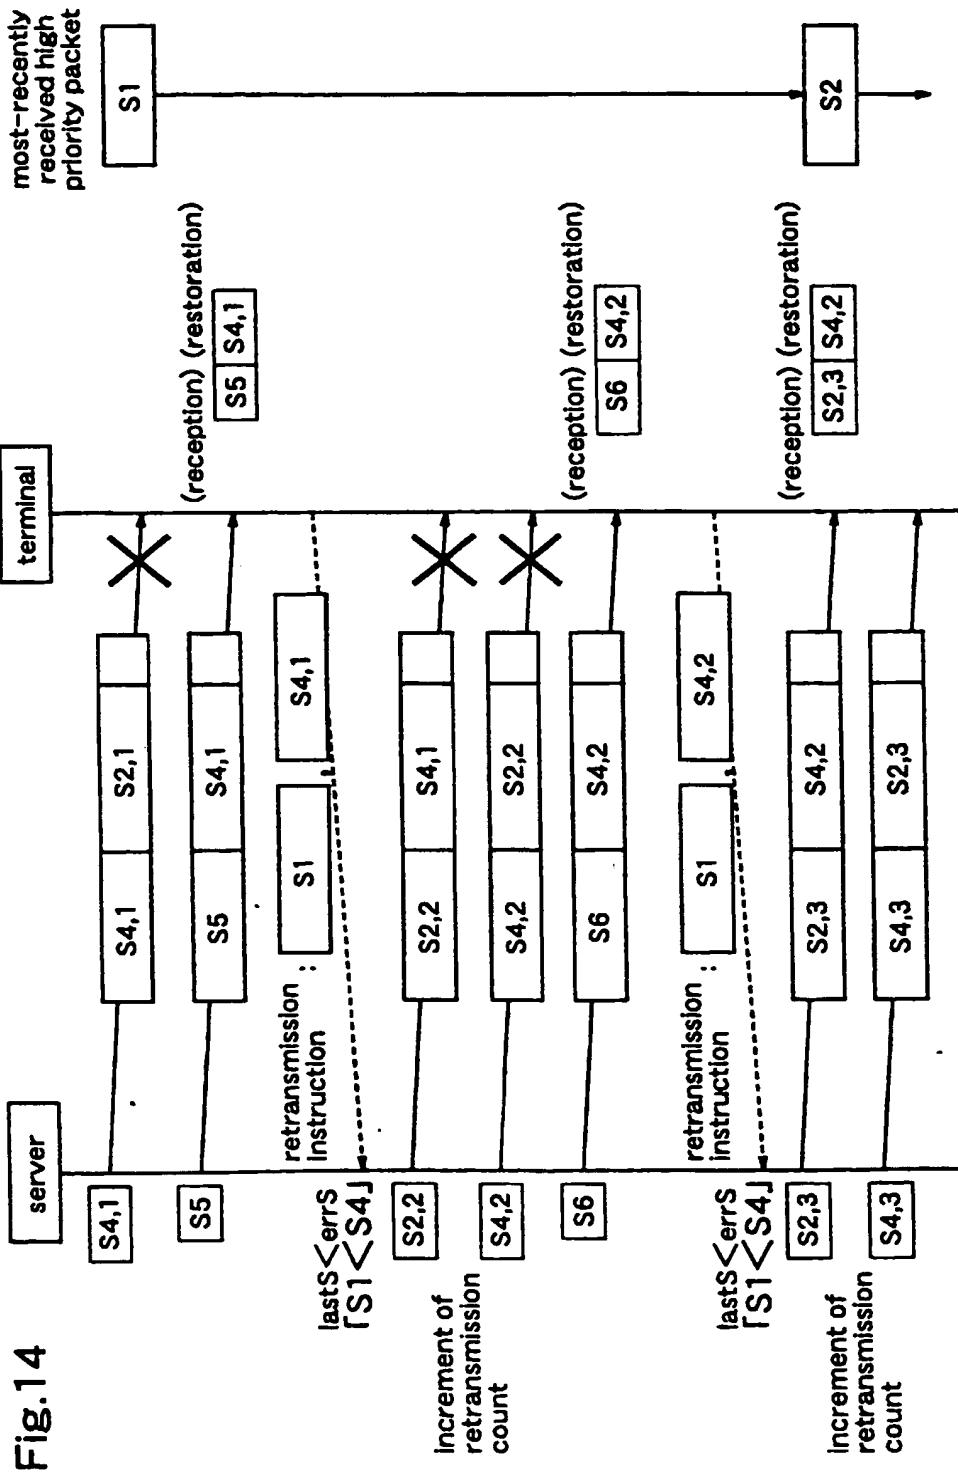 Fig.14
server
terminal
most-recently
received high
priority packet
S4,1
S4,1
S2,1
S1
S5
S5
S4,1
(reception) (restoration)
S5
S4,1
retransmission
instruction
:
S1
S4,1
lastS<errS
「S1<S4」
S2,2
S2,2
S4,1
increment of
retransmission
count
S4,2
S4,2
S2,2
S6
S6
S4,2
(reception) (restoration)
S6
S4,2
retransmission
instruction
:
S1
S4,2
lastS<errS
「S1<S4」
S2,3
S2,3
S4,2
(reception) (restoration)
S2,3
S4,2
S2
increment of
retransmission
count
S4,3
S4,3
S2,3